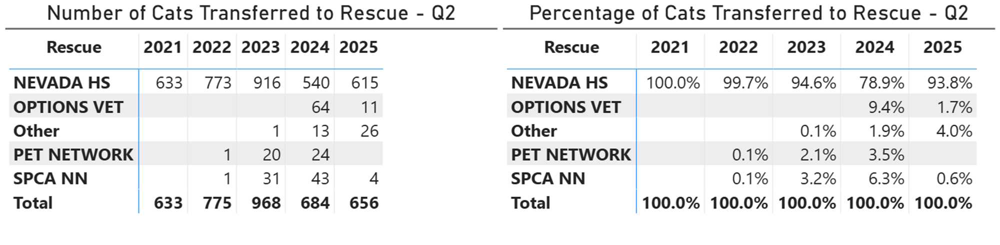 Number of Cats Transferred to Rescue - Q2
Rescue 2021 2022 2023 2024 2025
NEVADA HS 633 773 916 540 615
OPTIONS VET 64 11
Other 1 13 26
PET NETWORK 1 20 24
SPCA NN 1 31 43 4
Total 633 775 968 684 656
Percentage of Cats Transferred to Rescue - Q2
Rescue 2021 2022 2023 2024 2025
NEVADA HS 100.0% 99.7% 94.6% 78.9% 93.8%
OPTIONS VET 9.4% 1.7%
Other 0.1% 1.9% 4.0%
PET NETWORK 0.1% 2.1% 3.5%
SPCA NN 0.1% 3.2% 6.3% 0.6%
Total 100.0% 100.0% 100.0% 100.0% 100.0%